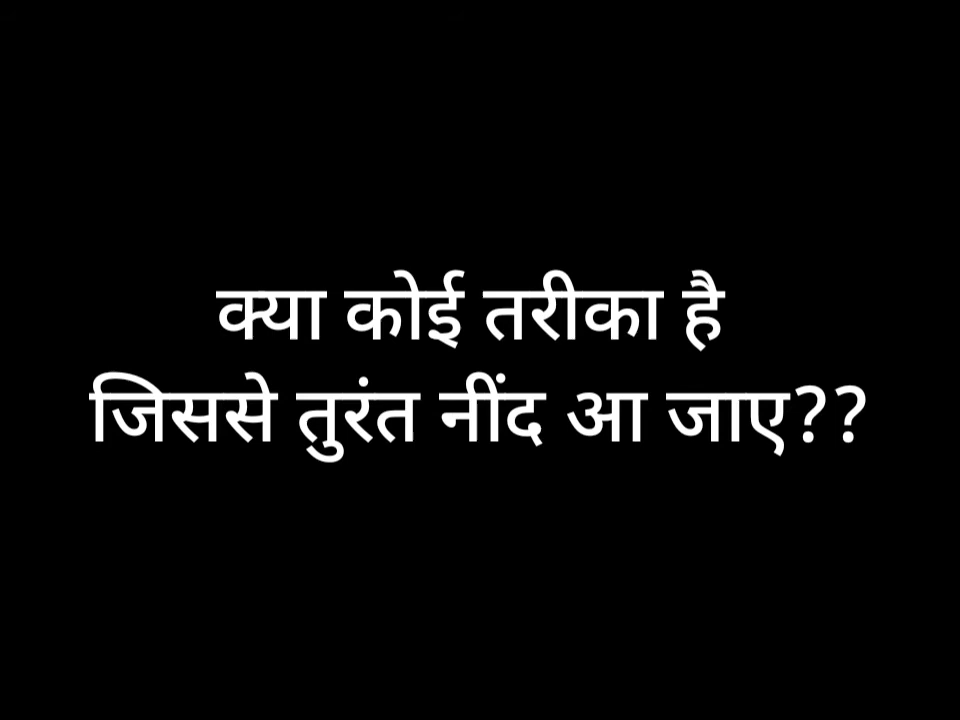 क्या कोई तरीका है
जिससे तुरंत नींद आ जाए??